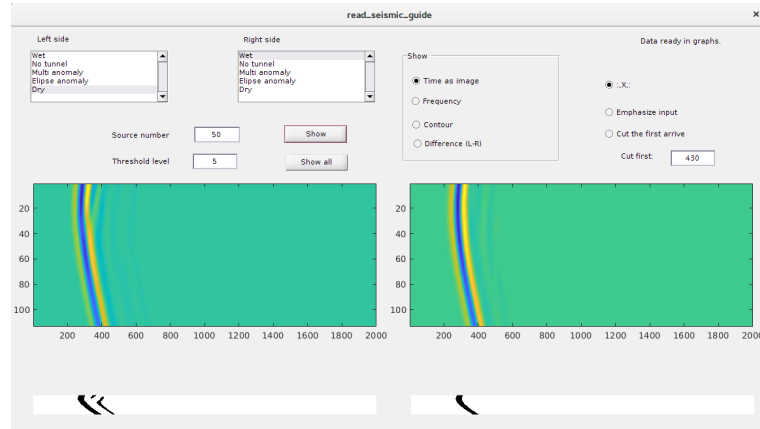 read_seismic_guide ×
Left side
Right side
Data ready in graphs.
Wet
No tunnel
Multi anomaly
Elipse anomaly
Dry
Wet
No tunnel
Multi anomaly
Elipse anomaly
Dry
Show
Time as image
Frequency
Contour
Difference (L-R)
:.X.:
Emphasize input
Cut the first arrive
Cut first: 430
Source number 50 Show
Threshold level 5 Show all
20
40
60
80
100
200 400 600 800 1000 1200 1400 1600 1800 2000
20
40
60
80
100
200 400 600 800 1000 1200 1400 1600 1800 200